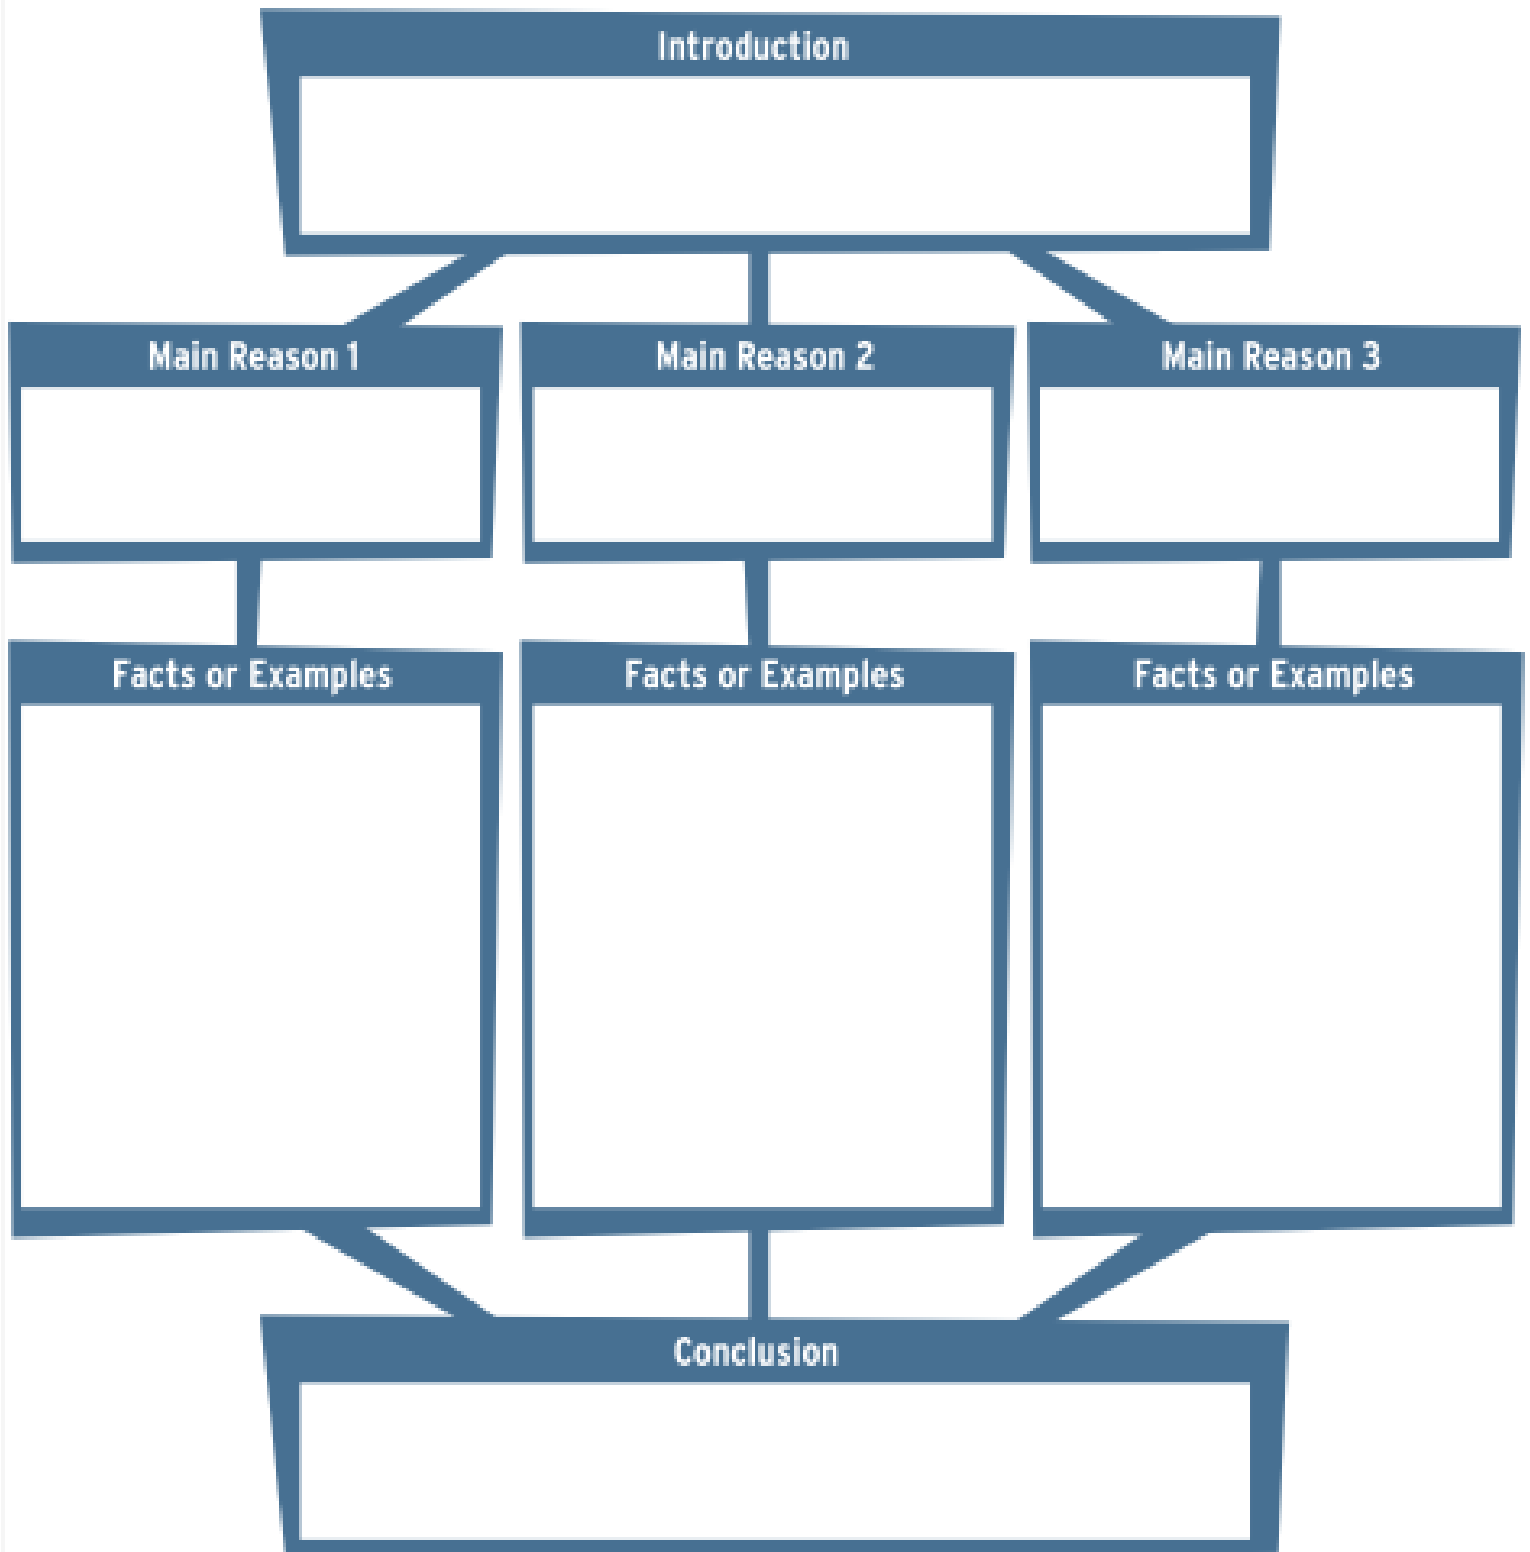 Introduction
Main Reason 1
Main Reason 2
Main Reason 3
Facts or Examples
Facts or Examples
Facts or Examples
Conclusion